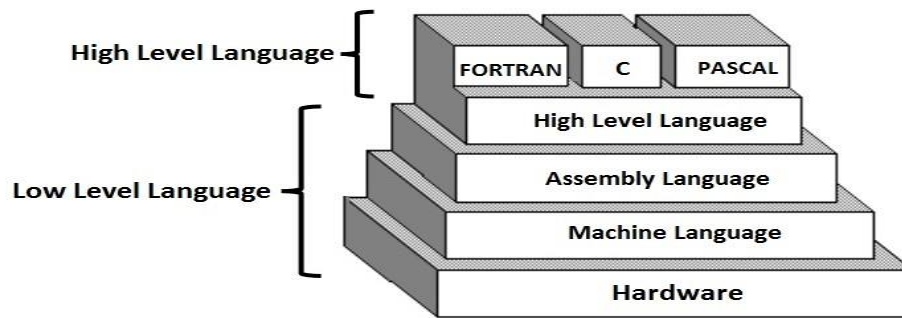 High Level Language
FORTRAN C PASCAL
High Level Language
Low Level Language
Assembly Language
Machine Language
Hardware